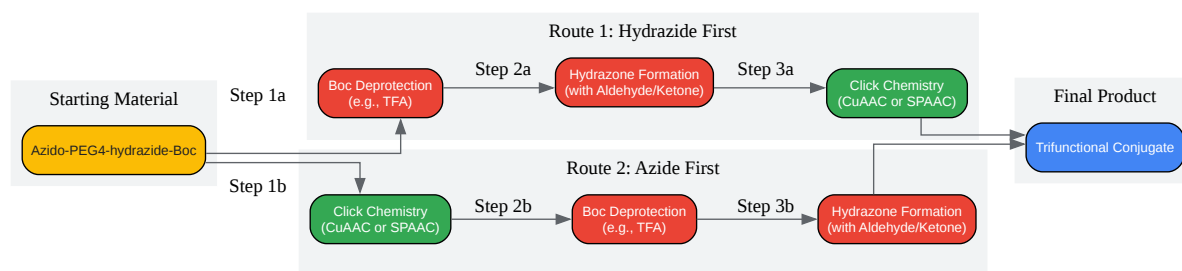 Route 1: Hydrazide First
Starting Material
Step 1a
Boc Deprotection
(e.g., TFA)
Step 2a
Hydrazone Formation
(with Aldehyde/Ketone)
Step 3a
Click Chemistry
(CuAAC or SPAAC)
Final Product
Azido-PEG4-hydrazide-Boc
Trifunctional Conjugate
Route 2: Azide First
Step 1b
Click Chemistry
(CuAAC or SPAAC)
Step 2b
Boc Deprotection
(e.g., TFA)
Step 3b
Hydrazone Formation
(with Aldehyde/Ketone)